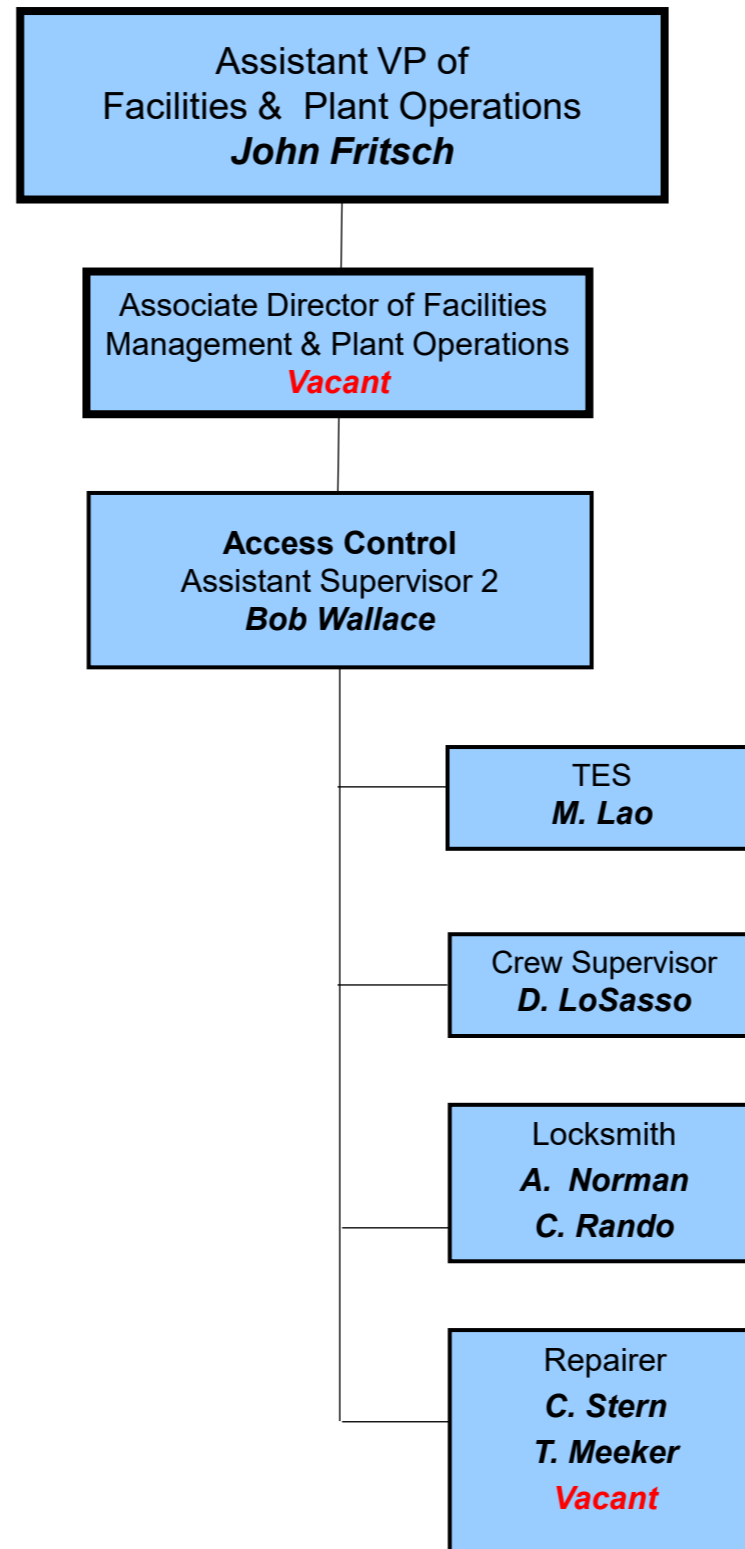 Assistant VP of
Facilities & Plant Operations
John Fritsch
Associate Director of Facilities
Management & Plant Operations
Vacant
Access Control
Assistant Supervisor 2
Bob Wallace
TES
M. Lao
Crew Supervisor
D. LoSasso
Locksmith
A. Norman
C. Rando
Repairer
C. Stern
T. Meeker
Vacant